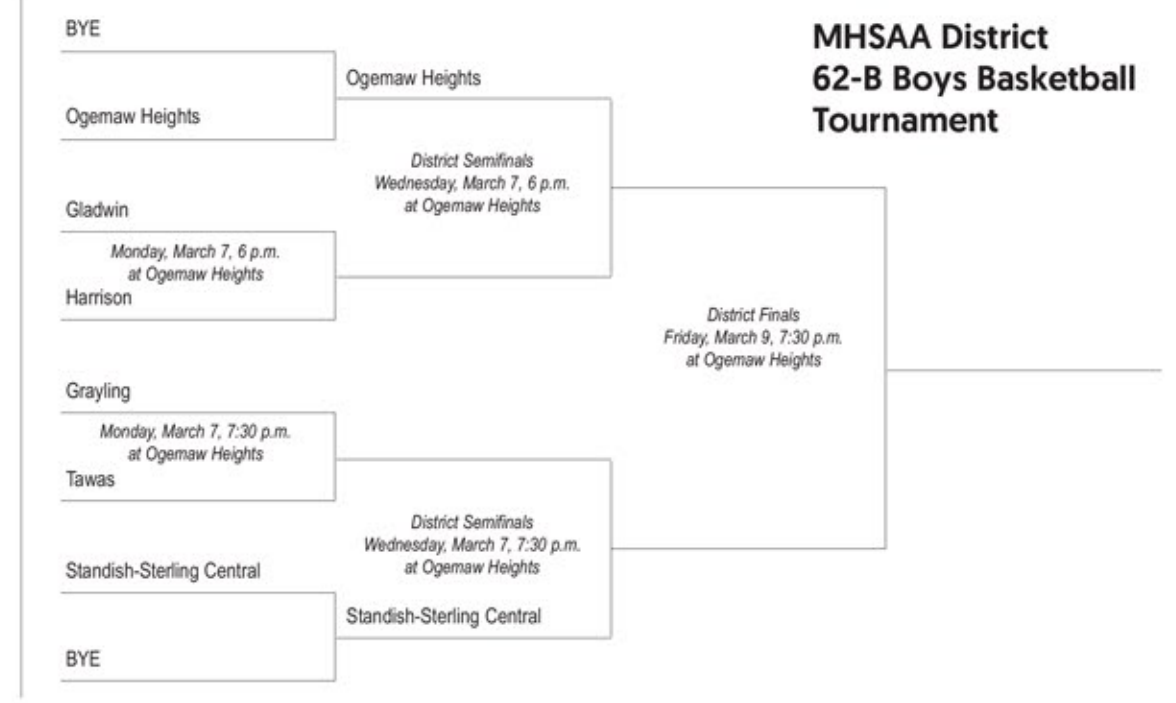 MHSAA District
62-B Boys Basketball
Tournament
BYE
Ogemaw Heights
Ogemaw Heights
District Semifinals
Wednesday, March 7, 6 p.m.
at Ogemaw Heights
Gladwin
Monday, March 7, 6 p.m.
at Ogemaw Heights
Harrison
District Finals
Friday, March 9, 7:30 p.m.
at Ogemaw Heights
Grayling
Monday, March 7, 7:30 p.m.
at Ogemaw Heights
Tawas
District Semifinals
Wednesday, March 7, 7:30 p.m.
at Ogemaw Heights
Standish-Sterling Central
Standish-Sterling Central
BYE